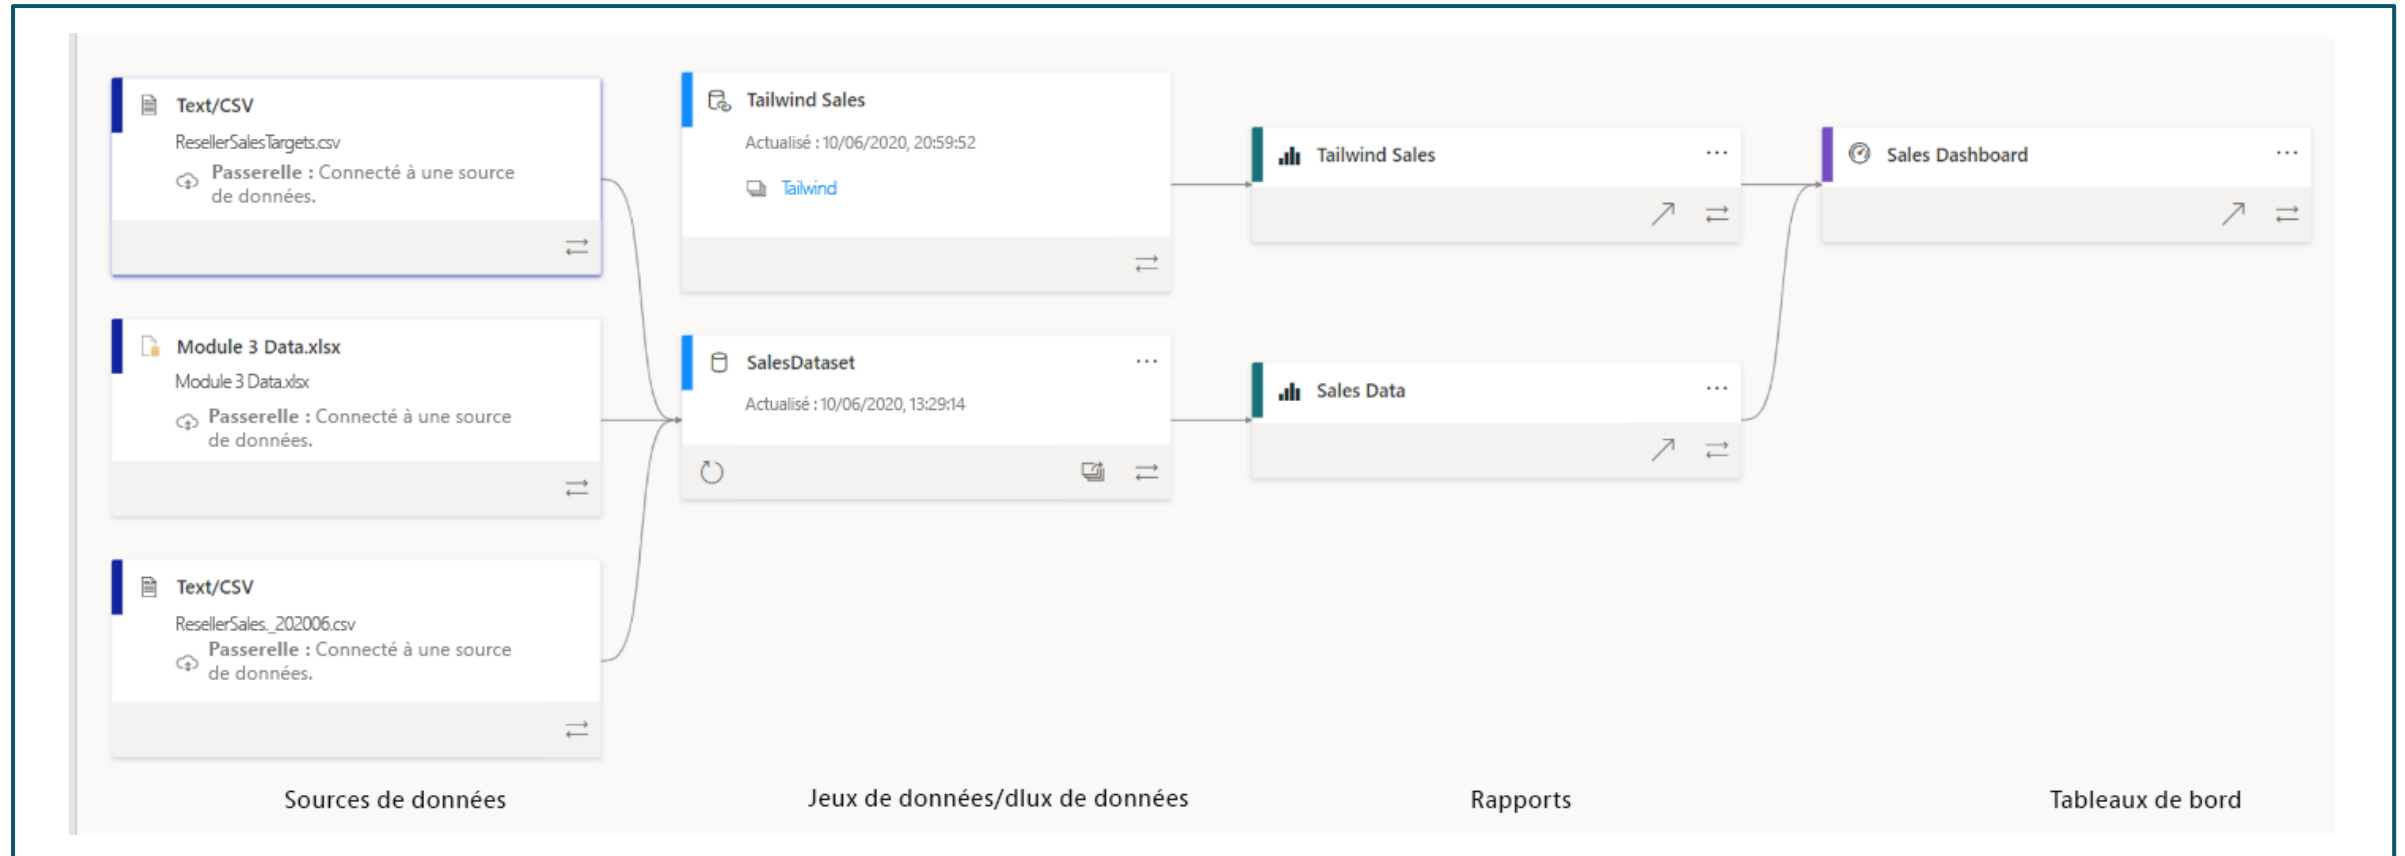 Text/CSV
ResellerSalesTargets.csv
Passerelle : Connecté à une source
de données.
Module 3 Data.xlsx
Module 3 Data.xlsx
Passerelle : Connecté à une source
de données.
Text/CSV
ResellerSales._202006.csv
Passerelle : Connecté à une source
de données.
Sources de données
Tailwind Sales
Actualisé : 10/06/2020, 20:59:52
Tailwind
SalesDataset
Actualisé : 10/06/2020, 13:29:14
Jeux de données/dlux de données
Tailwind Sales
Sales Data
Rapports
Sales Dashboard
Tableaux de bord